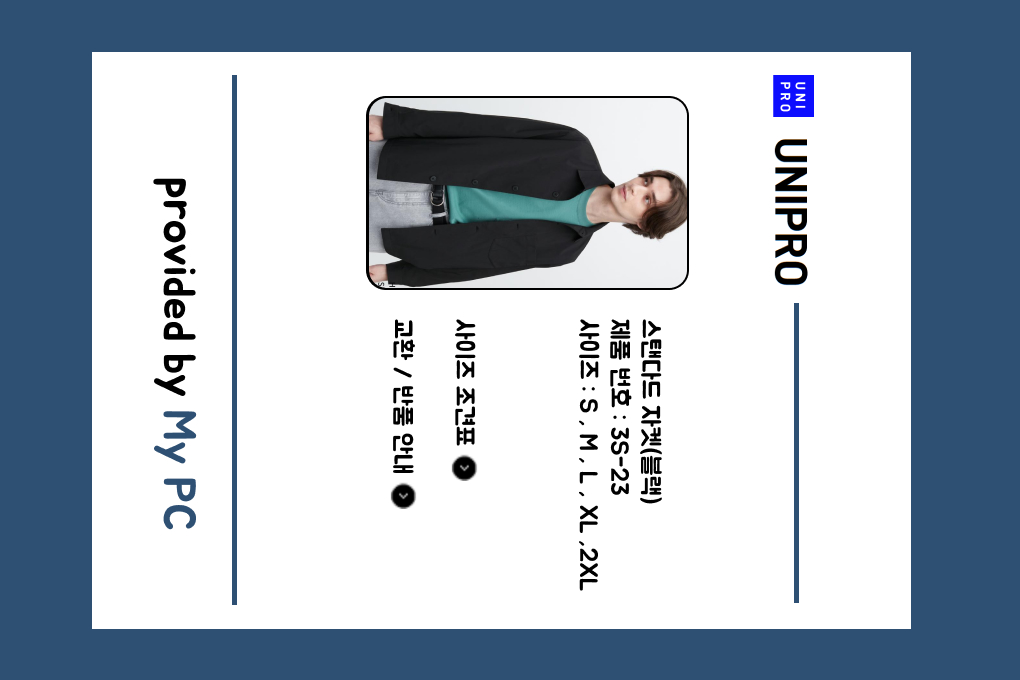 UNI
PRO
UNIPRO
스탠다드 자켓(블랙)
제품 번호 : 3S-23
사이즈 : S , M , L , XL ,2XL
사이즈 조견표
교환 / 반품 안내
H
S
provided by My PC